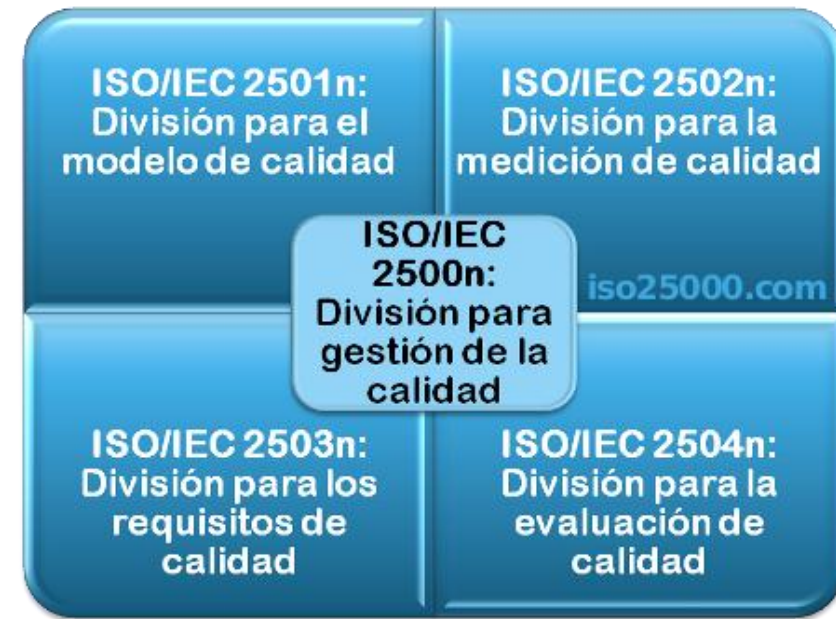 ISO/IEC 2501n:
División para el
modelo de calidad
ISO/IEC 2502n:
División para la
medición de calidad
ISO/IEC
2500n:
División para
gestión de la
calidad
iso25000.com
ISO/IEC 2503n:
División para los
requisitos de
calidad
ISO/IEC 2504n:
División para la
evaluación de
calidad